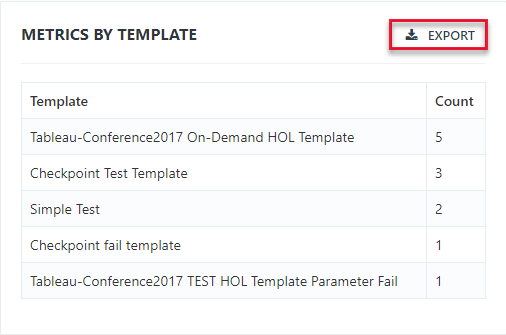 METRICS BY TEMPLATE EXPORT
Template Count
Tableau-Conference2017 On-Demand HOL Template 5
Checkpoint Test Template 3
Simple Test 2
Checkpoint fail template 1
Tableau-Conference2017 TEST HOL Template Parameter Fail 1